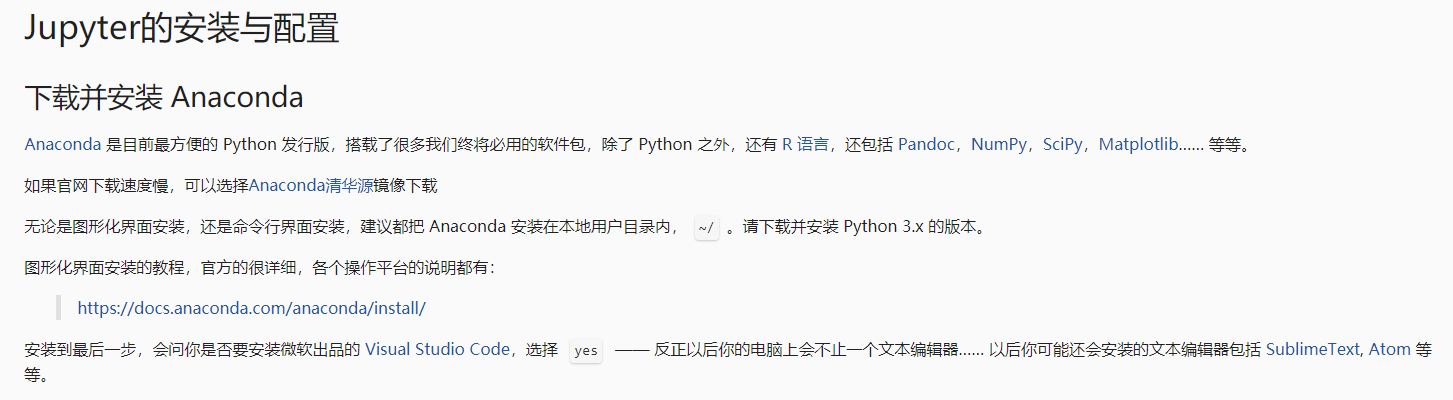 Jupyter的安装与配置
下载并安装 Anaconda
Anaconda 是目前最方便的 Python 发行版，搭载了很多我们终将必用的软件包，除了 Python 之外，还有 R 语言，还包括 Pandoc，NumPy，SciPy，Matplotlib…… 等等。
如果官网下载速度慢，可以选择Anaconda清华源镜像下载
无论是图形化界面安装，还是命令行界面安装，建议都把 Anaconda 安装在本地用户目录内， ~/ 。请下载并安装 Python 3.x 的版本。
图形化界面安装的教程，官方的很详细，各个操作平台的说明都有：
https://docs.anaconda.com/anaconda/install/
安装到最后一步，会问你是否要安装微软出品的 Visual Studio Code，选择 yes —— 反正以后你的电脑上会不止一个文本编辑器…… 以后你可能还会安装的文本编辑器包括 SublimeText, Atom 等
等。